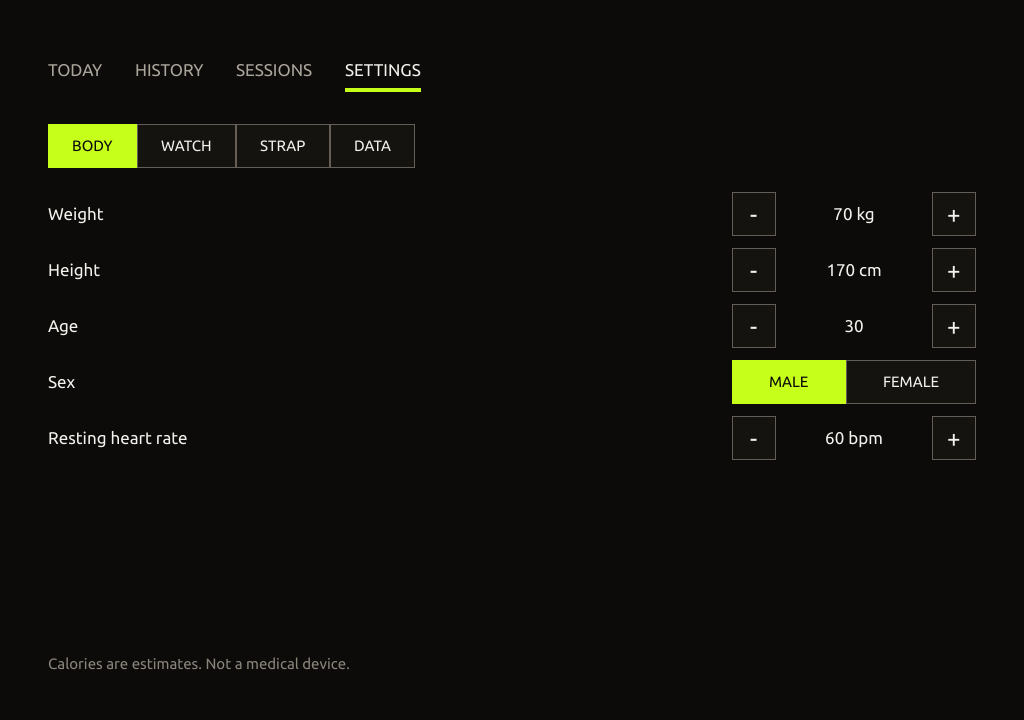 TODAY HISTORY SESSIONS SETTINGS
BODY WATCH STRAP DATA
Weight - 70 kg +
Height - 170 cm +
Age - 30 +
Sex MALE FEMALE
Resting heart rate - 60 bpm +
Calories are estimates. Not a medical device.